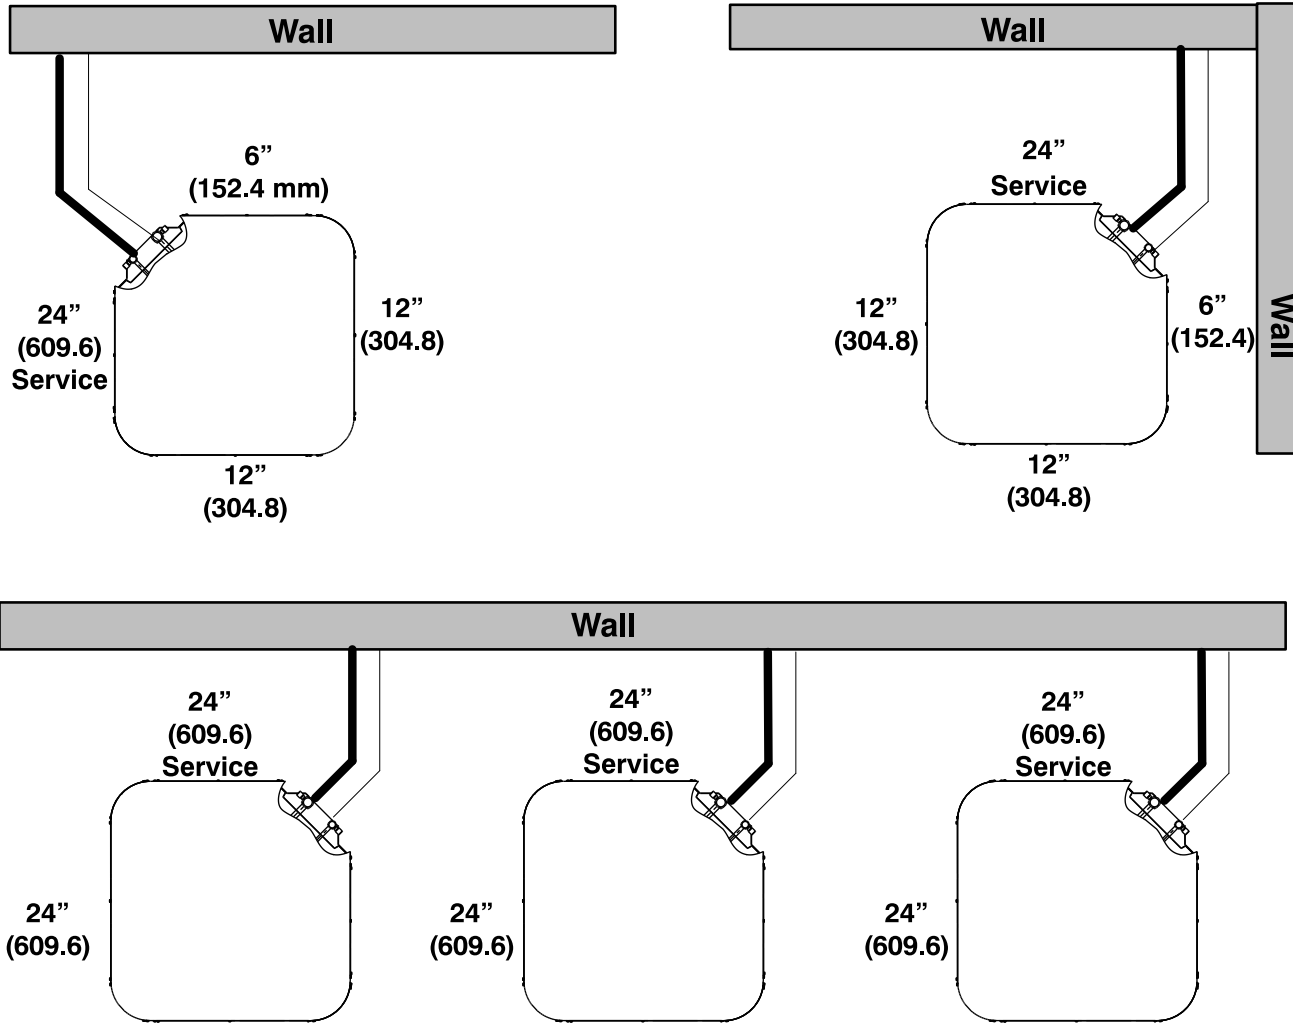 Wall
6”
(152.4 mm)
24”
(609.6)
Service
12”
(304.8)
12”
(304.8)
Wall
24”
Service
12”
(304.8)
6”
(152.4)
Wall
12”
(304.8)
Wall
24”
(609.6)
Service
24”
(609.6)
Service
24”
(609.6)
Service
24”
(609.6)
24”
(609.6)
24”
(609.6)